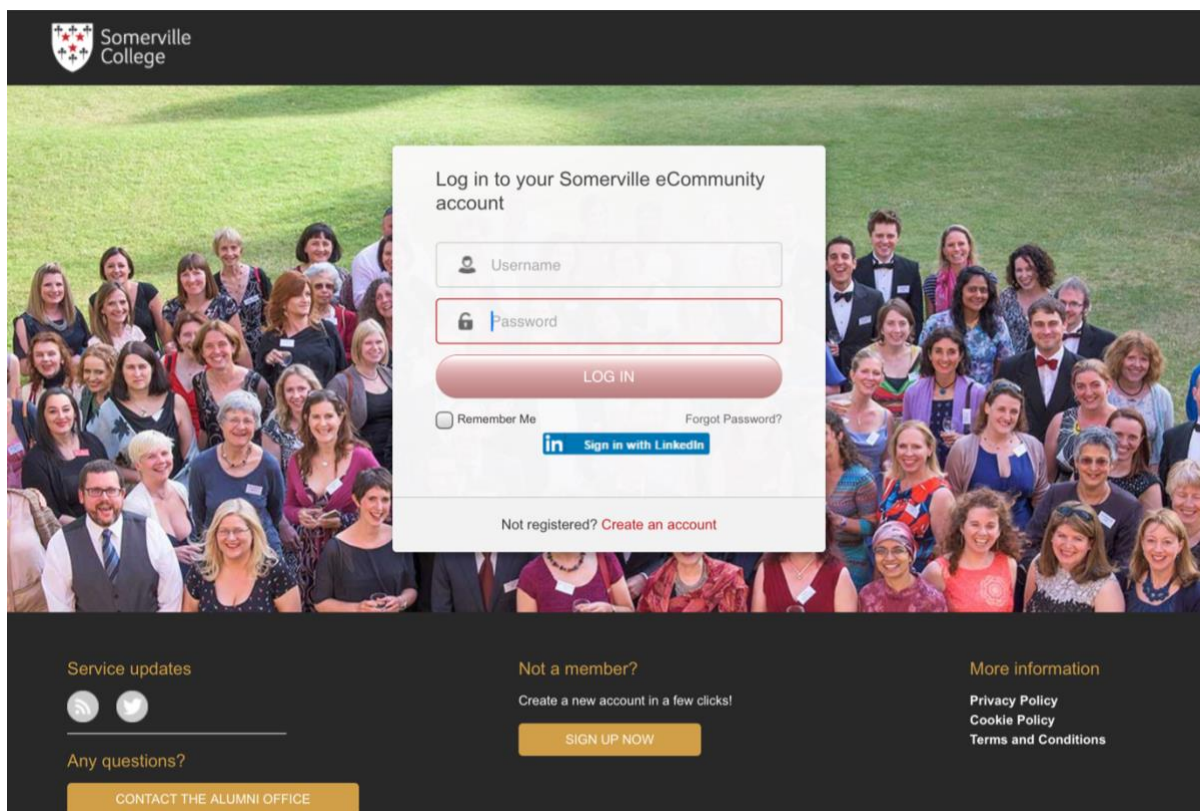 Somerville
College
Log in to your Somerville eCommunity
account
Username
Password
LOG IN
Remember Me
Forgot Password?
in Sign in with LinkedIn
Not registered? Create an account
Service updates
Any questions?
CONTACT THE ALUMNI OFFICE
Not a member?
Create a new account in a few clicks!
SIGN UP NOW
More information
Privacy Policy
Cookie Policy
Terms and Conditions